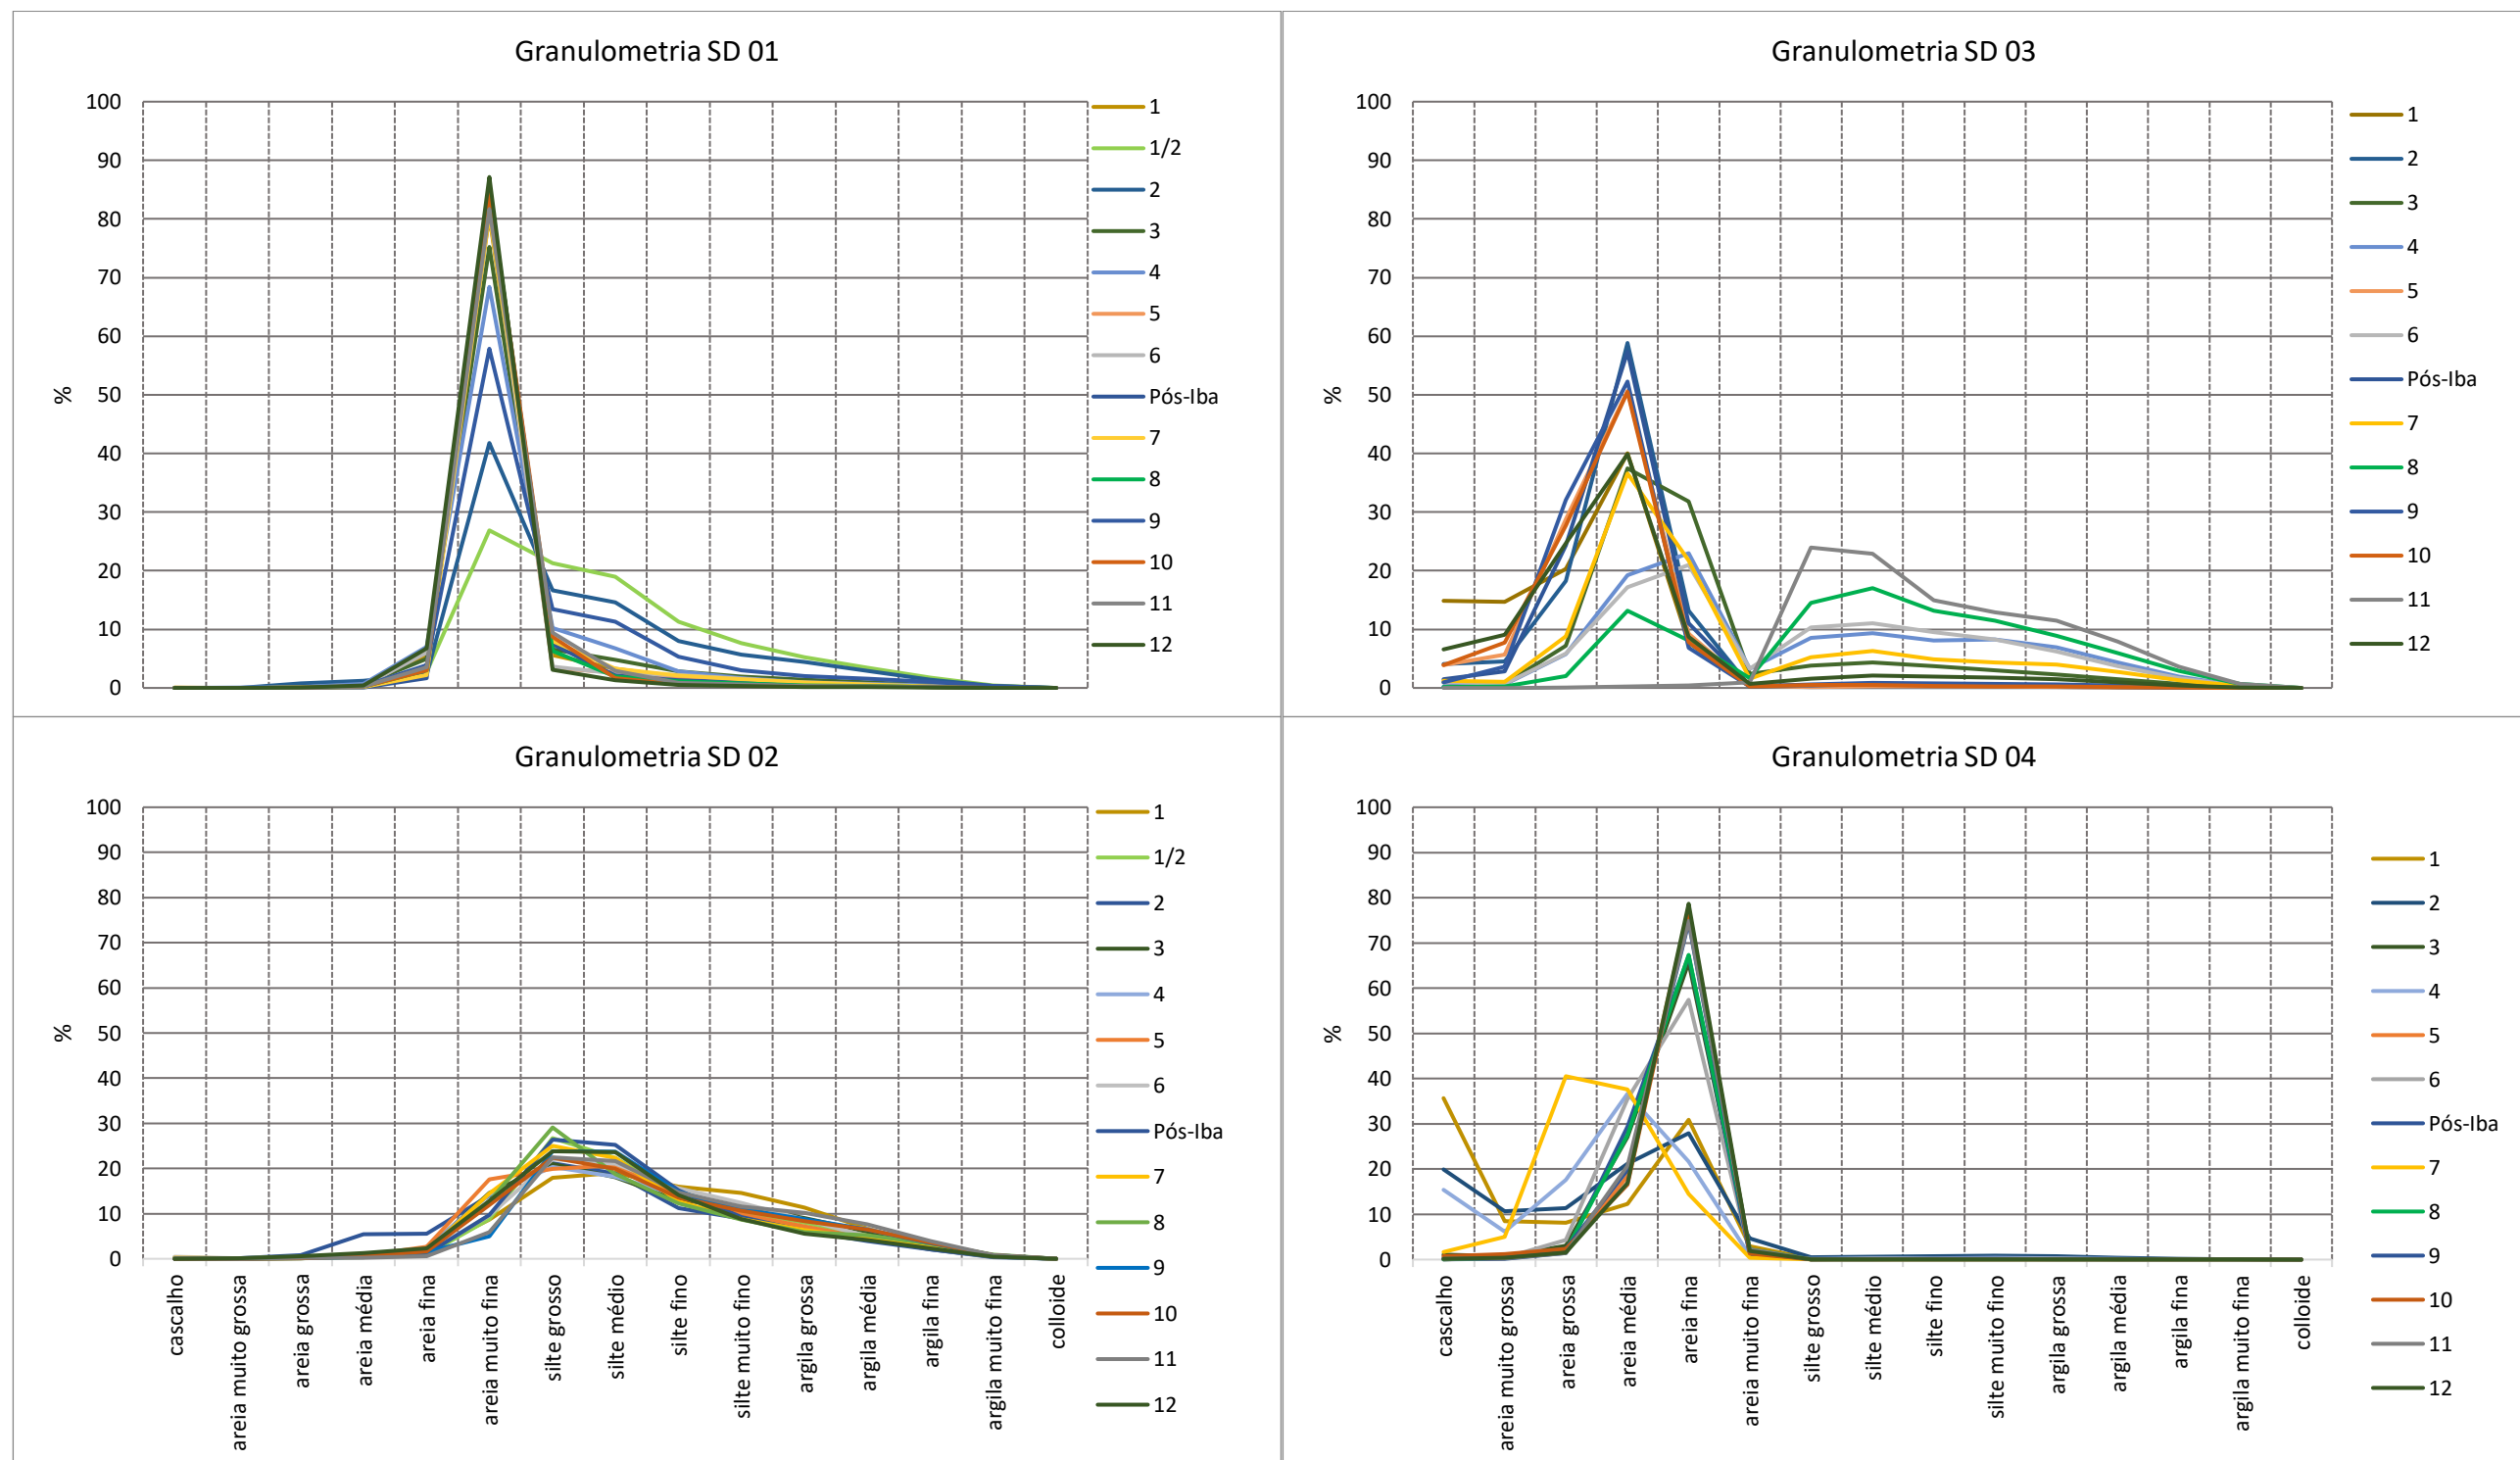 Granulometria SD 01
100
90
80
70
60
50
40
30
20
10
0
%
1
1/2
2
3
4
5
6
Pós-Iba
7
8
9
10
11
12
Granulometria SD 03
100
90
80
70
60
50
40
30
20
10
0
%
1
2
3
4
5
6
Pós-Iba
7
8
9
10
11
12
Granulometria SD 02
100
90
80
70
60
50
40
30
20
10
0
%
cascalho
areia muito grossa
areia grossa
areia média
areia fina
areia muito fina
silte grosso
silte médio
silte fino
silte muito fino
argila grossa
argila média
argila fina
argila muito fina
colloide
1
1/2
2
3
4
5
6
Pós-Iba
7
8
9
10
11
12
Granulometria SD 04
100
90
80
70
60
50
40
30
20
10
0
%
cascalho
areia muito grossa
areia grossa
areia média
areia fina
areia muito fina
silte grosso
silte médio
silte fino
silte muito fino
argila grossa
argila média
argila fina
argila muito fina
colloide
1
2
3
4
5
6
Pós-Iba
7
8
9
10
11
12